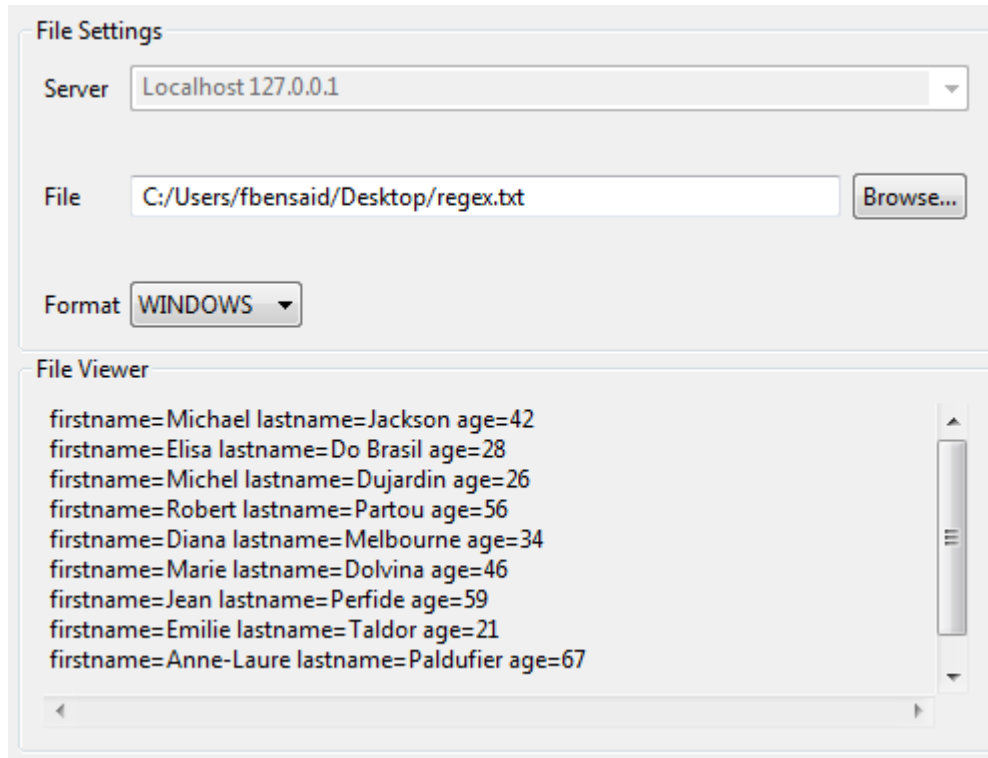 File Settings
Server Localhost 127.0.0.1
File C:/Users/fbensaid/Desktop/regex.txt Browse...
Format WINDOWS
File Viewer
firstname=Michael lastname=Jackson age=42
firstname=Elisa lastname=Do Brasil age=28
firstname=Michel lastname=Dujardin age=26
firstname=Robert lastname=Partou age=56
firstname=Diana lastname=Melbourne age=34
firstname=Marie lastname=Dolvina age=46
firstname=Jean lastname=Perfide age=59
firstname=Emilie lastname=Taldor age=21
firstname=Anne-Laure lastname=Paldufier age=67